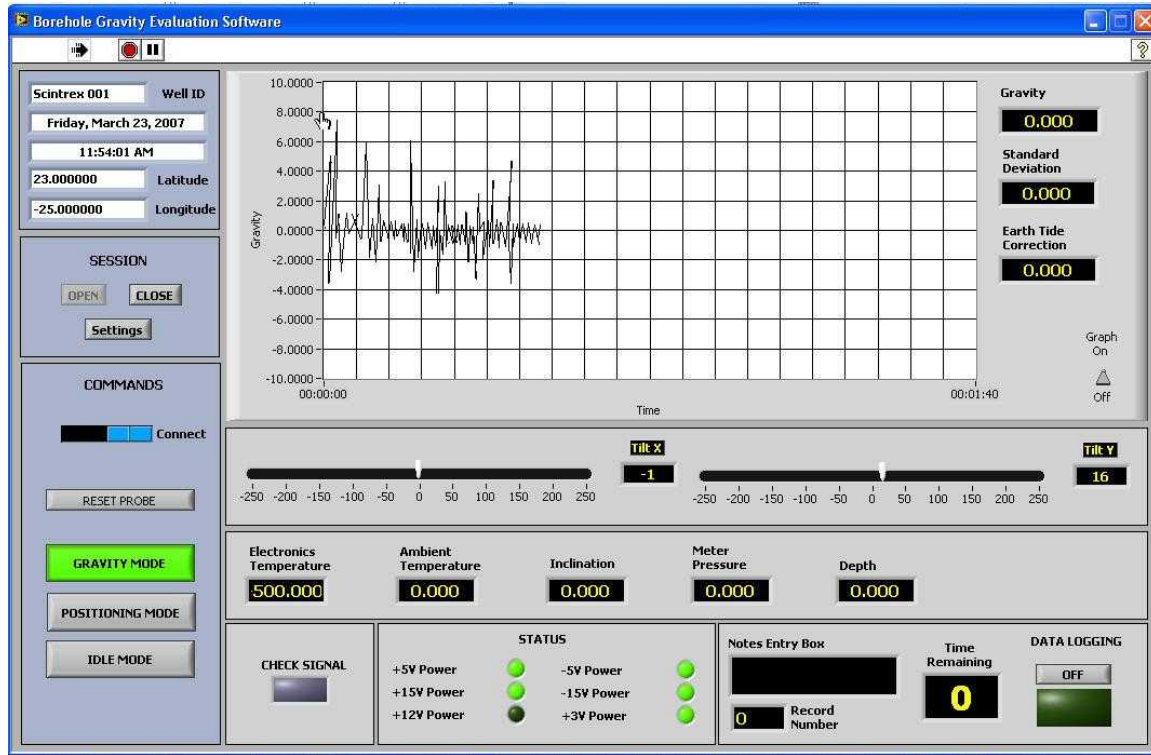 Borehole Gravity Evaluation Software
?
Scintrex 001 Well ID
Friday, March 23, 2007
11:54:01 AM
23.000000 Latitude
-25.000000 Longitude
SESSION
OPEN CLOSE
Settings
COMMANDS
Connect
RESET PROBE
GRAVITY MODE
POSITIONING MODE
IDLE MODE
10.0000
8.0000
6.0000
4.0000
2.0000
0.0000
-2.0000
-4.0000
-6.0000
-8.0000
-10.0000
Gravity
00:00:00 00:01:40
Time
Gravity
0.000
Standard
Deviation
0.000
Earth Tide
Correction
0.000
Graph
On
Off
Tilt X
-1
-250 -200 -150 -100 -50 0 50 100 150 200 250
Tilt Y
16
-250 -200 -150 -100 -50 0 50 100 150 200 250
Electronics
Temperature
500.000
Ambient
Temperature
0.000
Inclination
0.000
Meter
Pressure
0.000
Depth
0.000
CHECK SIGNAL
STATUS
+5V Power -5V Power
+15V Power -15V Power
+12V Power +3V Power
Notes Entry Box
0 Record
Number
Time
Remaining
0
DATA LOGGING
OFF